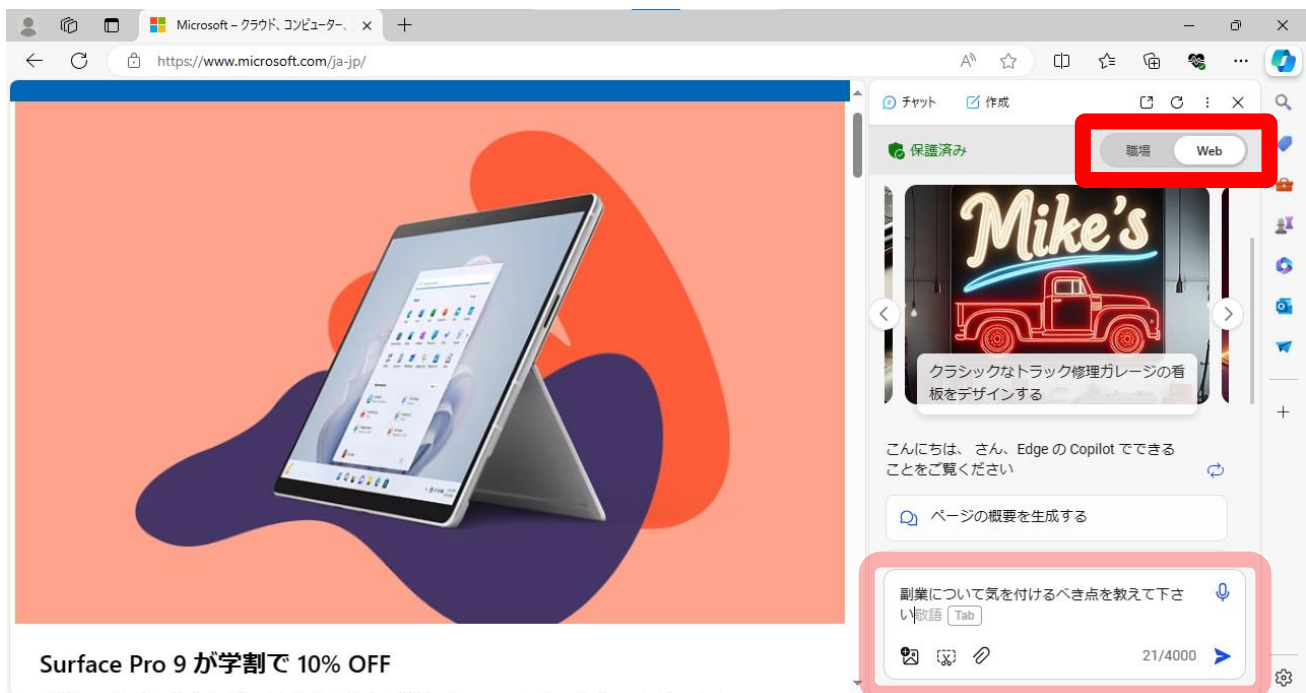 Microsoft – クラウド、コンピューター、
https://www.microsoft.com/ja-jp/
チャット
作成
保護済み
職場
Web
Mike's
クラシックなトラック修理ガレージの看
板をデザインする
こんにちは、 さん、Edge の Copilot でできる
ことをご覧ください
ページの概要を生成する
副業について気を付けるべき点を教えて下さ
い敬語 Tab
21/4000
Surface Pro 9 が学割で 10% OFF